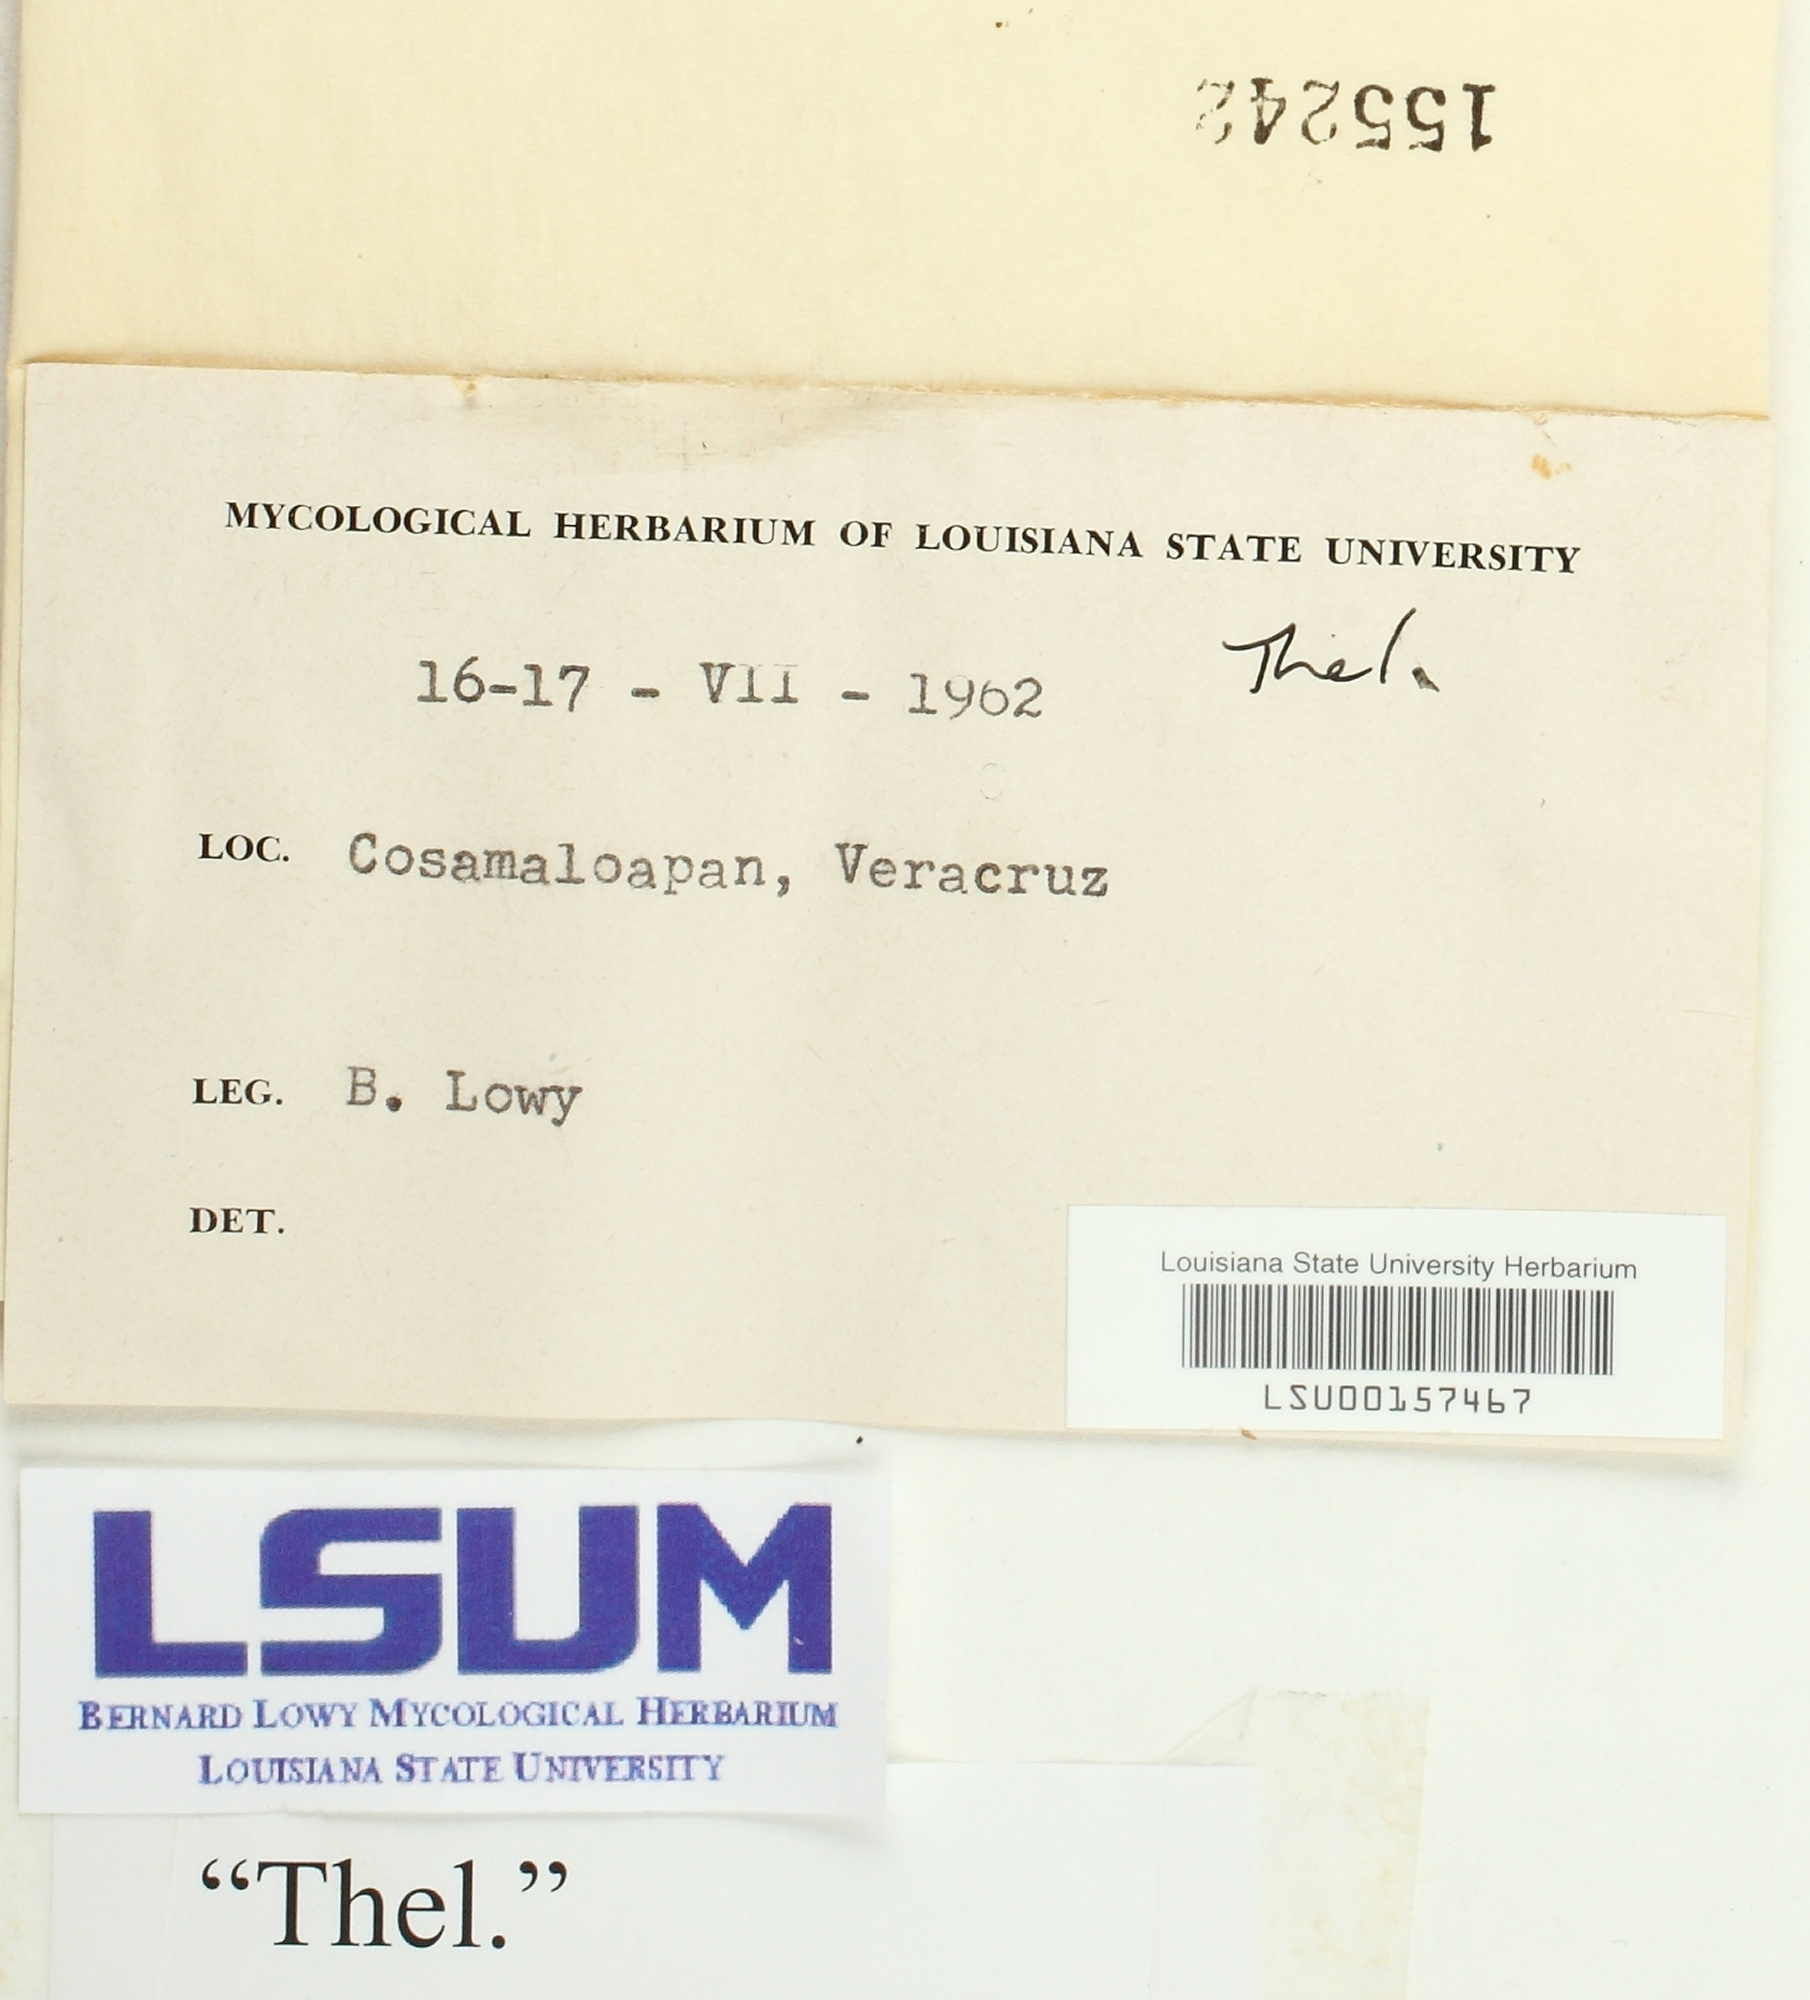 155242
MYCOLOGICAL HERBARIUM OF LOUISIANA STATE UNIVERSITY
Thel.
16-17 - VII - 1962
LOC. Cosamaloapan, Veracruz
LEG. B. Lowy
DET.
Louisiana State University Herbarium
LSU00157467
LSUM
BERNARD LOWY MYCOLOGICAL HERBARIUM
LOUISIANA STATE UNIVERSITY
“Thel.”